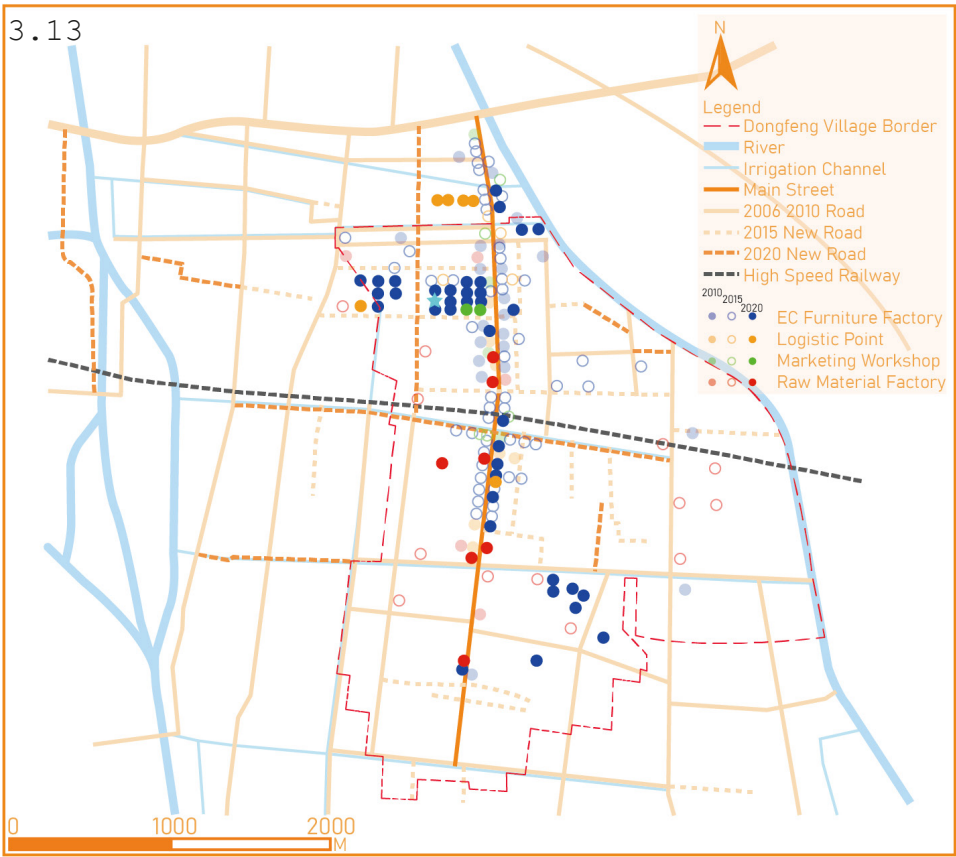 3.13
N
Legend
Dongfeng Village Border
River
Irrigation Channel
Main Street
2006 2010 Road
2015 New Road
2020 New Road
High Speed Railway
2010 2015 2020
EC Furniture Factory
Logistic Point
Marketing Workshop
Raw Material Factory
0 1000 2000
M